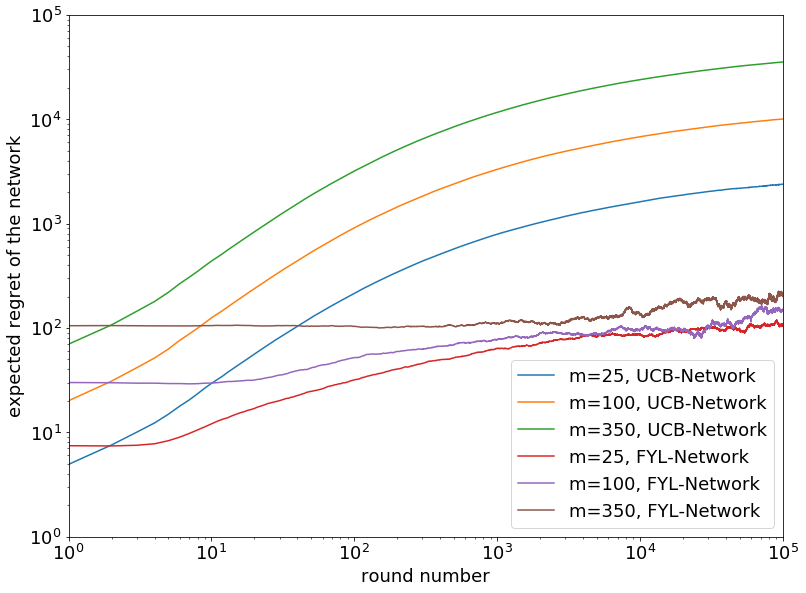 10^5
10^4
10^3
10^2
10^1
10^0
expected regret of the network
10^0 10^1 10^2 10^3 10^4 10^5
round number
m=25, UCB-Network
m=100, UCB-Network
m=350, UCB-Network
m=25, FYL-Network
m=100, FYL-Network
m=350, FYL-Network